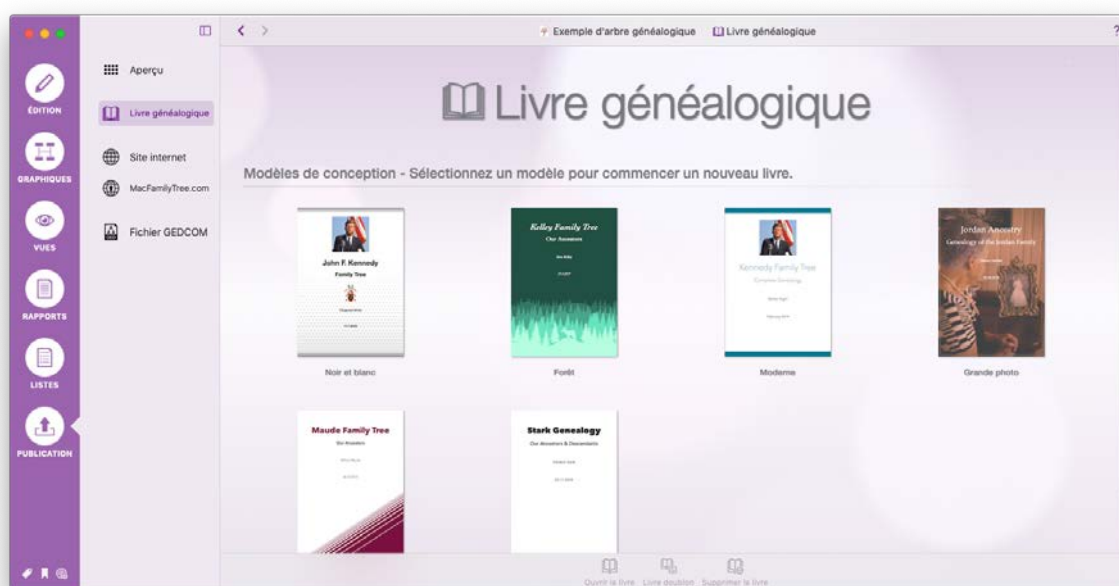 Exemple d'arbre généalogique
Livre généalogique
?
ÉDITION
GRAPHIQUES
VUES
RAPPORTS
LISTES
PUBLICATION
Aperçu
Livre généalogique
Site internet
MacFamilyTree.com
Fichier GEDCOM
Livre généalogique
Modèles de conception - Sélectionnez un modèle pour commencer un nouveau livre.
John F. Kennedy
Family Tree
Noir et blanc
Kelley Family Tree
Our Ancestors
Forêt
Kennedy Family Tree
Complete Genealogy
Moderne
Jordan Ancestry
Genealogy of the Jordan Family
Grande photo
Maude Family Tree
Our Ancestors
Stark Genealogy
Our Ancestors & Descendants
Ouvrir le livre
Livre doublon
Supprimer le livre